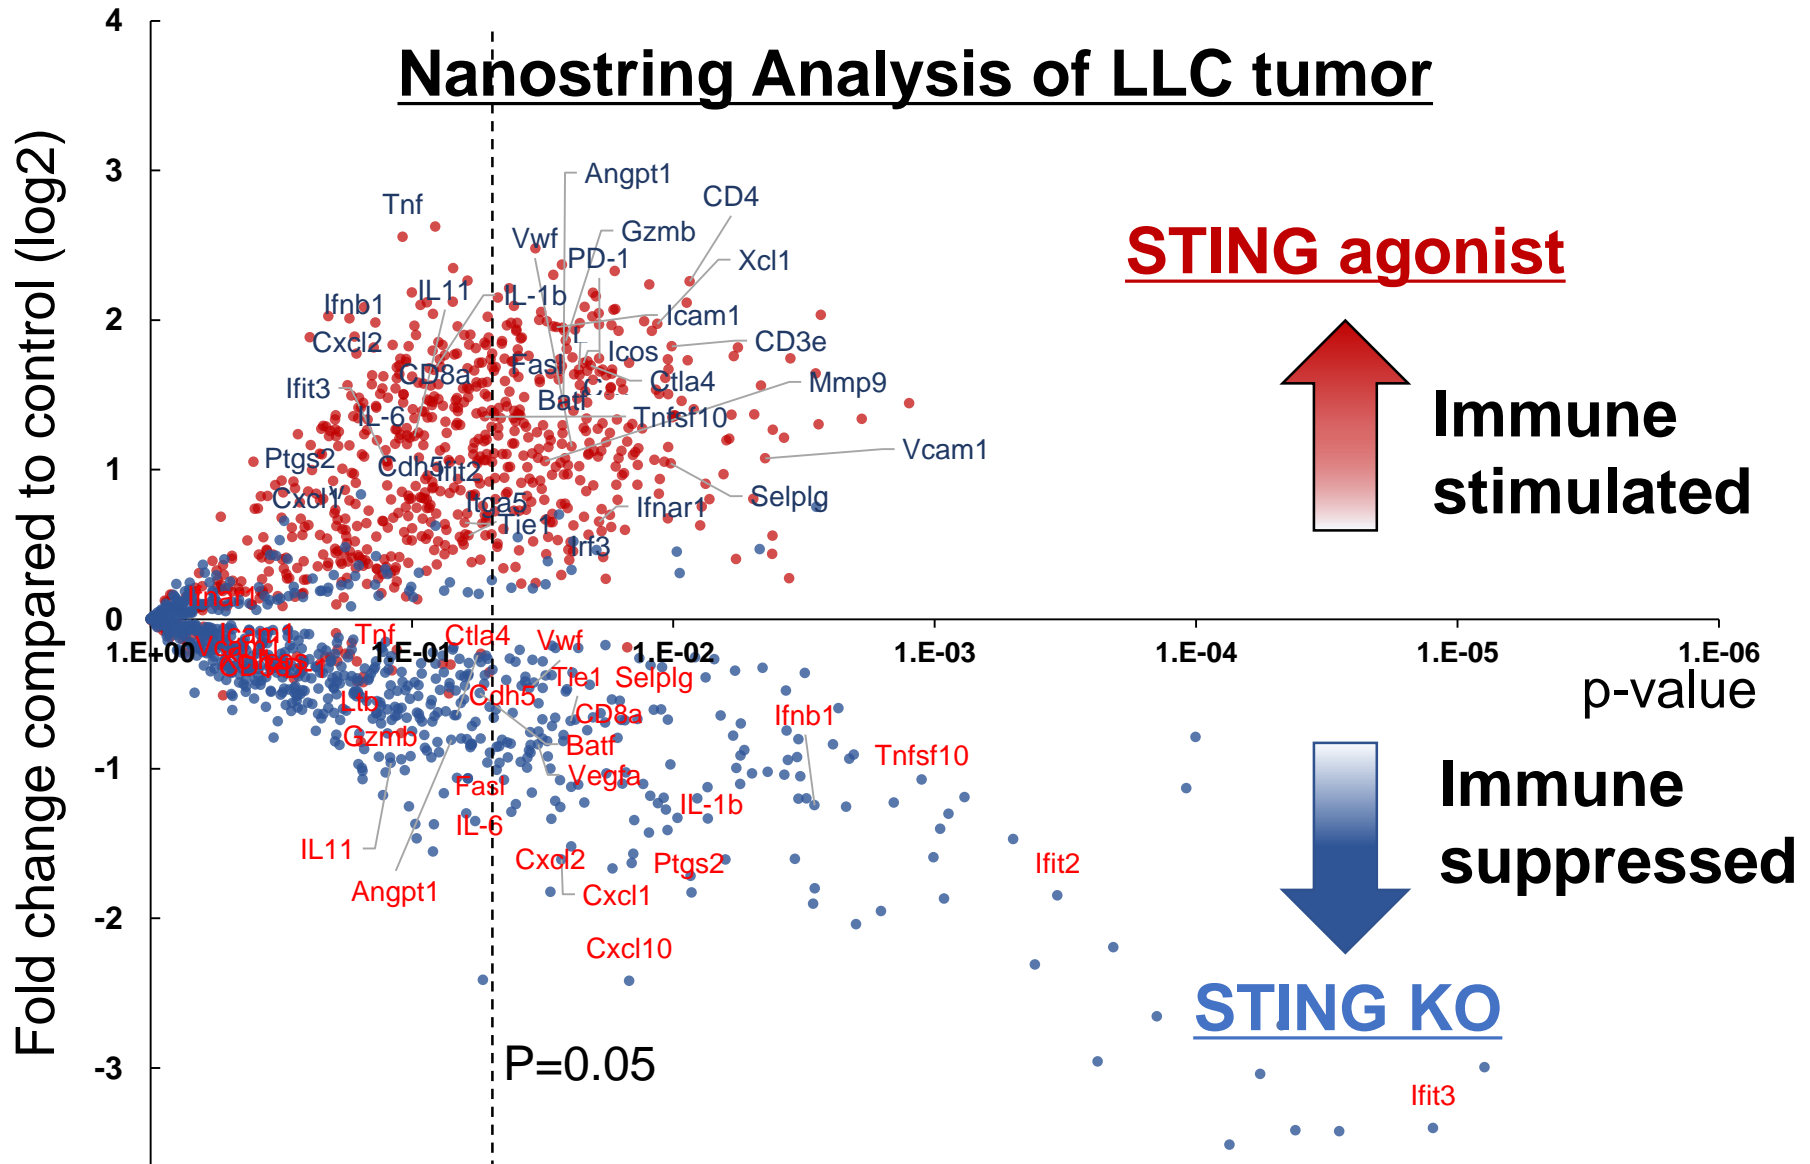 4
Nanostring Analysis of LLC tumor
3
Angpt1
CD4
Tnf
Gzmb
Vwf
PD-1
Xcl1
STING agonist
IL11
IL-1b
Ifnb1
2
Icam1
Cxcl2
Icos
CD3e
Fasl
CD8a
Ctla4
Mmp9
Ifit3
Batf
IL-6
Tnfsf10
Immune
stimulated
Vcam1
Ptgs2
Cdh5
Ifit2
1
Cxcl1
Itga5
Selplg
Ifnar1
Tie1
Irf3
Fold change compared to control (log2)
Ifnar1
0
Icam1
Tnf
Ctla4
Vwf
Vcam1
1.E+00
1.E-01
1.E-02
1.E-03
1.E-04
1.E-05
1.E-06
p-value
Tie1
Selplg
Ltb
Cdh5
CD8a
Ifnb1
Gzmb
Batf
Tnfsf10
-1
Vegfa
Fasl
IL-1b
Immune
suppressed
IL-6
IL11
Cxcl2
Ptgs2
Ifit2
Angpt1
Cxcl1
-2
Cxcl10
STING KO
P=0.05
-3
Ifit3